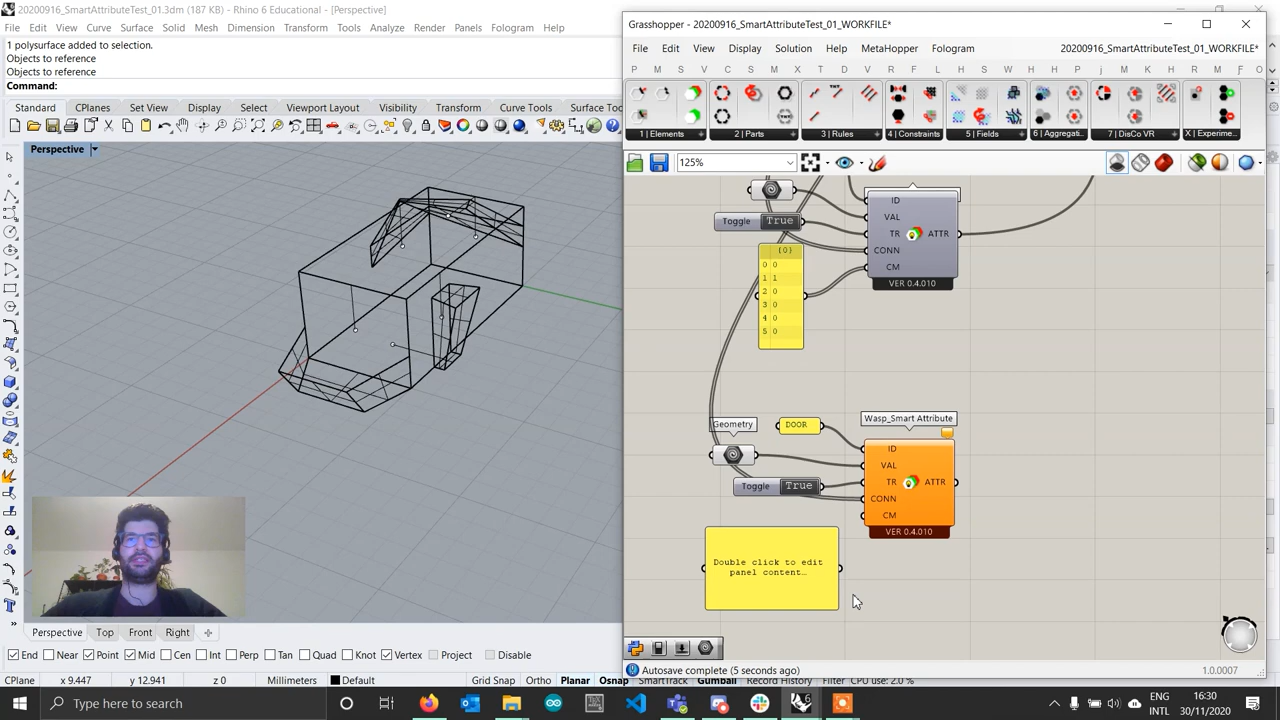 20200916_SmartAttributeTest_01.3dm (187 KB) - Rhino 6 Educational - [Perspective]
File Edit View Curve Surface Solid Mesh Dimension Transform Tools Analyze Render Panels Fologram Help
1 polysurface added to selection.
Objects to reference
Objects to reference
Command:
Standard CPlanes Set View Display Select Viewport Layout Visibility Transform Curve Tools Surface Too
Perspective
Grasshopper - 20200916_SmartAttributeTest_01_WORKFILE*
File Edit View Display Solution Help MetaHopper Fologram 20200916_SmartAttributeTest_01_WORKFILE*
P M S V C S M X T D V K W A F L H S U W M X P j M K U N M F O
1 | Elements 2 | Parts 3 | Rules 4 | Constraints 5 | Fields 6 | Aggregati.. 7 | DisCo VR X | Experime..
125%
ID
VAL
TR ATTR
CONN
CM
VER 0.4.010
Toggle True
{0}
0 0
1 1
2 0
3 0
4 0
5 0
Geometry
DOOR
Wasp_Smart Attribute
ID
VAL
TR ATTR
CONN
CM
VER 0.4.010
Toggle True
Double click to edit
panel content…
Autosave complete (5 seconds ago) 1.0.0007
Perspective Top Front Right
End Near Point Mid Cen Int Perp Tan Quad Knot Vertex Project Disable
CPlane x 9.447 y 12.941 z 0 Millimeters Default Grid Snap Ortho Planar Osnap SmartTrack Gumball Record History Filter CPU use: 2.0 %
Type here to search
ENG
INTL
16:30
30/11/2020